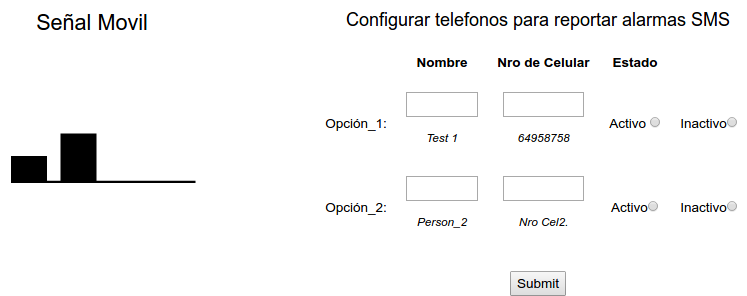 Señal Movil
Configurar telefonos para reportar alarmas SMS
Nombre Nro de Celular Estado
Opción_1: Activo Inactivo
Test 1 64958758
Opción_2: Activo Inactivo
Person_2 Nro Cel2.
Submit